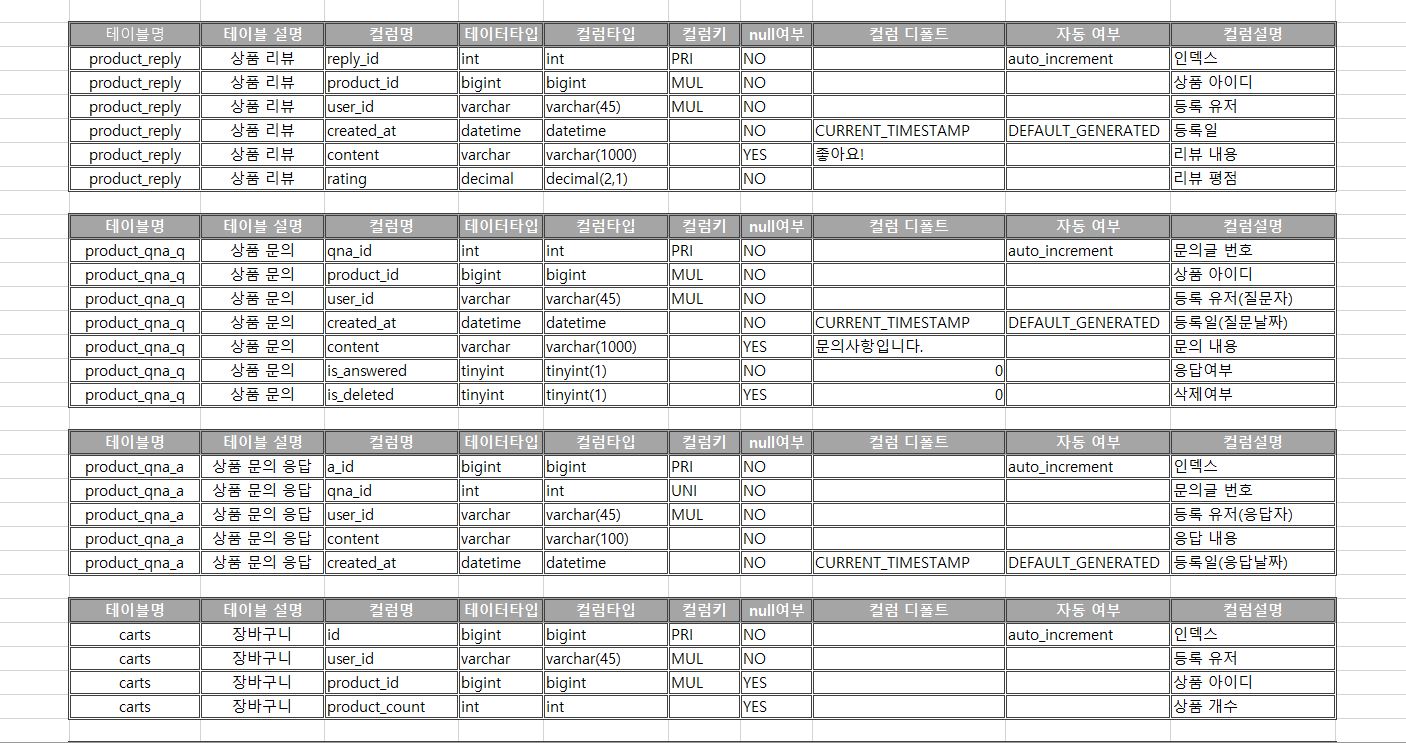 테이블명 테이블 설명 컬럼명 데이터타입 컬럼타입 컬럼키 null여부 컬럼 디폴트 자동 여부 컬럼설명
product_reply 상품 리뷰 reply_id int int PRI NO auto_increment 인덱스
product_reply 상품 리뷰 product_id bigint bigint MUL NO 상품 아이디
product_reply 상품 리뷰 user_id varchar varchar(45) MUL NO 등록 유저
product_reply 상품 리뷰 created_at datetime datetime NO CURRENT_TIMESTAMP DEFAULT_GENERATED 등록일
product_reply 상품 리뷰 content varchar varchar(1000) YES 좋아요! 리뷰 내용
product_reply 상품 리뷰 rating decimal decimal(2,1) NO 리뷰 평점
테이블명 테이블 설명 컬럼명 데이터타입 컬럼타입 컬럼키 null여부 컬럼 디폴트 자동 여부 컬럼설명
product_qna_q 상품 문의 qna_id int int PRI NO auto_increment 문의글 번호
product_qna_q 상품 문의 product_id bigint bigint MUL NO 상품 아이디
product_qna_q 상품 문의 user_id varchar varchar(45) MUL NO 등록 유저(질문자)
product_qna_q 상품 문의 created_at datetime datetime NO CURRENT_TIMESTAMP DEFAULT_GENERATED 등록일(질문날짜)
product_qna_q 상품 문의 content varchar varchar(1000) YES 문의사항입니다. 문의 내용
product_qna_q 상품 문의 is_answered tinyint tinyint(1) NO 0 응답여부
product_qna_q 상품 문의 is_deleted tinyint tinyint(1) YES 0 삭제여부
테이블명 테이블 설명 컬럼명 데이터타입 컬럼타입 컬럼키 null여부 컬럼 디폴트 자동 여부 컬럼설명
product_qna_a 상품 문의 응답 a_id bigint bigint PRI NO auto_increment 인덱스
product_qna_a 상품 문의 응답 qna_id int int UNI NO 문의글 번호
product_qna_a 상품 문의 응답 user_id varchar varchar(45) MUL NO 등록 유저(응답자)
product_qna_a 상품 문의 응답 content varchar varchar(100) NO 응답 내용
product_qna_a 상품 문의 응답 created_at datetime datetime NO CURRENT_TIMESTAMP DEFAULT_GENERATED 등록일(응답날짜)
테이블명 테이블 설명 컬럼명 데이터타입 컬럼타입 컬럼키 null여부 컬럼 디폴트 자동 여부 컬럼설명
carts 장바구니 id bigint bigint PRI NO auto_increment 인덱스
carts 장바구니 user_id varchar varchar(45) MUL NO 등록 유저
carts 장바구니 product_id bigint bigint MUL YES 상품 아이디
carts 장바구니 product_count int int YES 상품 개수